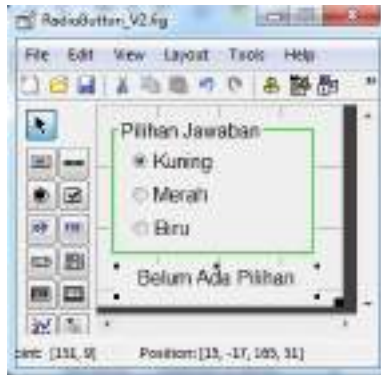 RadioButton_V2.fig
File Edit View Layout Tools Help
Pilihan Jawaban
Kuning
Merah
Biru
Belum Ada Pilihan
Position: [15, -17, 165, 51]